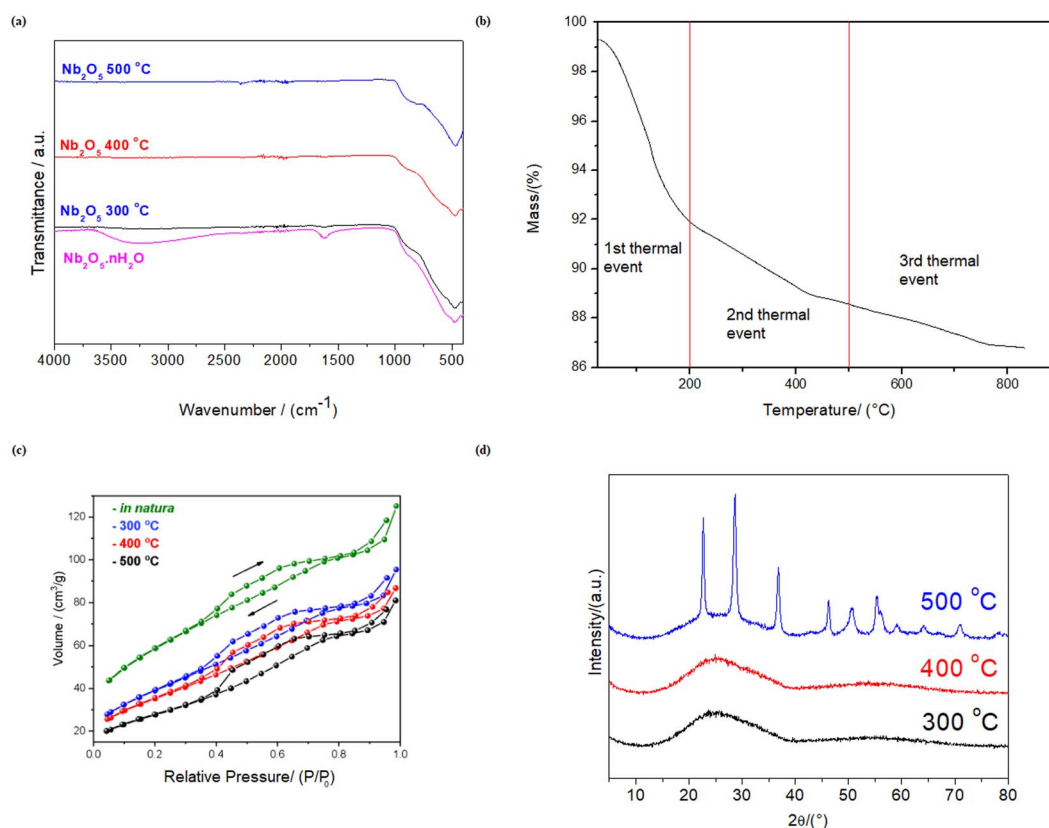 (a)
Nb2O5 500 °C
Nb2O5 400 °C
Nb2O5 300 °C
Nb2O5.nH2O
Transmittance / a.u.
4000 3500 3000 2500 2000 1500 1000 500
Wavenumber / (cm-1)
(b)
100
98
96
94
92
90
88
86
Mass/(%)
1st thermal
event
2nd thermal
event
3rd thermal
event
200 400 600 800
Temperature/ (°C)
(c)
- in natura
- 300 °C
- 400 °C
- 500 °C
120
100
80
60
40
20
Volume/ (cm3/g)
0.0 0.2 0.4 0.6 0.8 1.0
Relative Pressure/ (P/P0)
(d)
Intensity/(a.u.)
500 °C
400 °C
300 °C
10 20 30 40 50 60 70 80
2θ/(°)